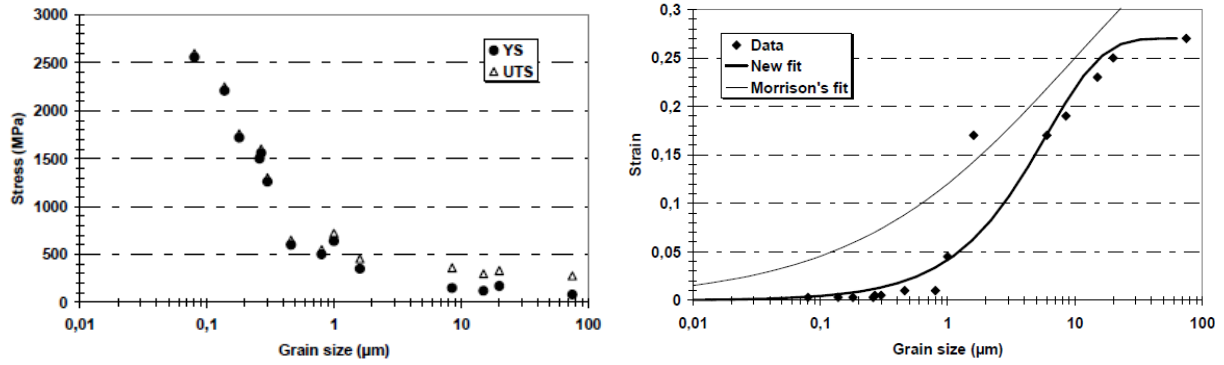 3000
2500
2000
1500
1000
500
0
Stress (MPa)
YS
UTS
0,01 0,1 1 10 100
Grain size (µm)
0,3
0,25
0,2
0,15
0,1
0,05
0
Strain
Data
New fit
Morrison's fit
0,01 0,1 1 10 100
Grain size (µm)